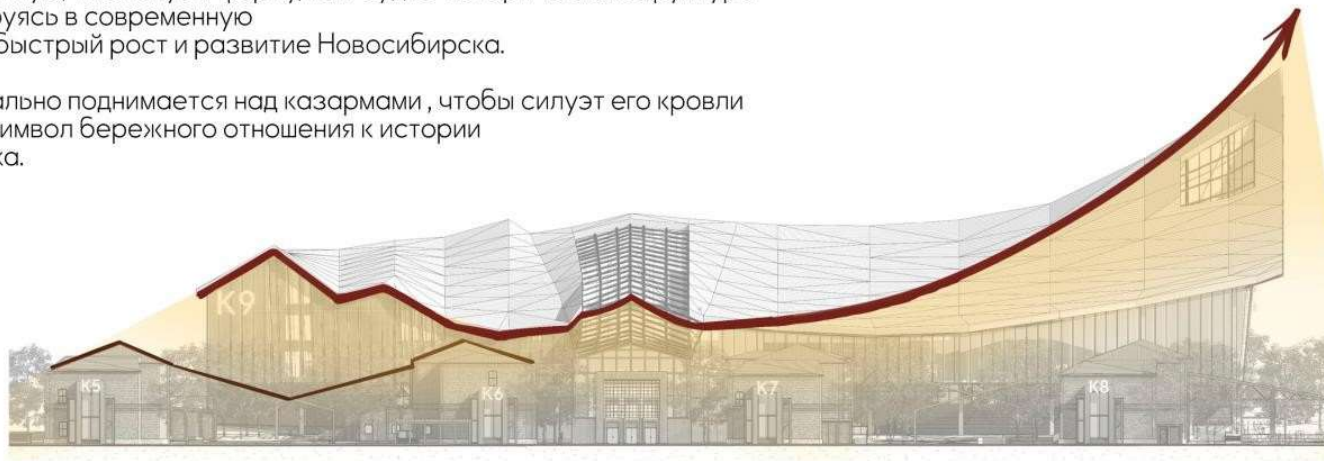 руясь в современную
быстрый рост и развитие Новосибирска.
ально поднимается над казармами , чтобы силуэт его кровли
имвол бережного отношения к истории
ка.
K9
K5
K6
K7
K8